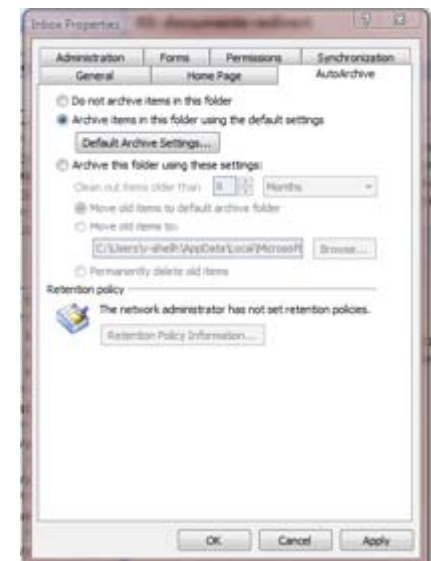 Inbox Properties
Administration Forms Permissions Synchronization
General Home Page AutoArchive
Do not archive items in this folder
Archive items in this folder using the default settings
Default Archive Settings...
Archive this folder using these settings:
Clean out items older than Months
Move old items to default archive folder
Move old items to:
Browse...
Permanently delete old items
Retention policy
The network administrator has not set retention policies.
Retention Policy Information...
OK Cancel Apply